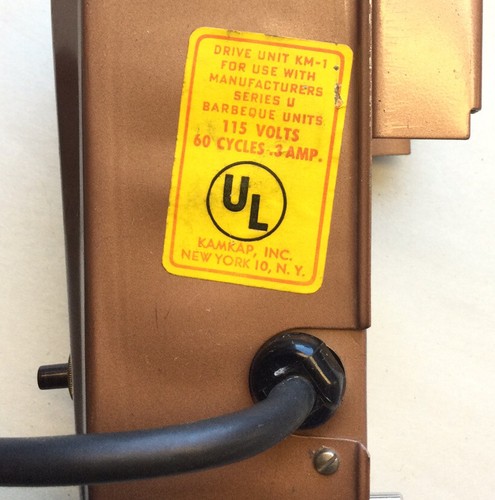 DRIVE UNIT KM-1
FOR USE WITH
MANUFACTURERS
SERIES U
BARBEQUE UNITS
115 VOLTS
60 CYCLES .3 AMP.
UL
KAMKAP, INC.
NEW YORK 10, N. Y.